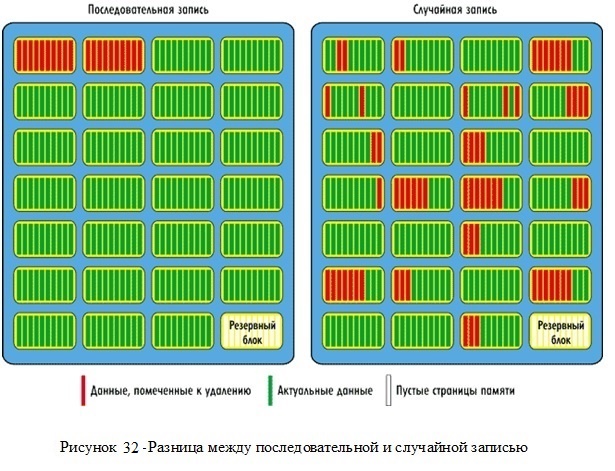 Последовательная запись
Случайная запись
Резервный
блок
Резервный
блок
Данные, помеченные к удалению
Актуальные данные
Пустые страницы памяти
Рисунок 32 -Разница между последовательной и случайной записью